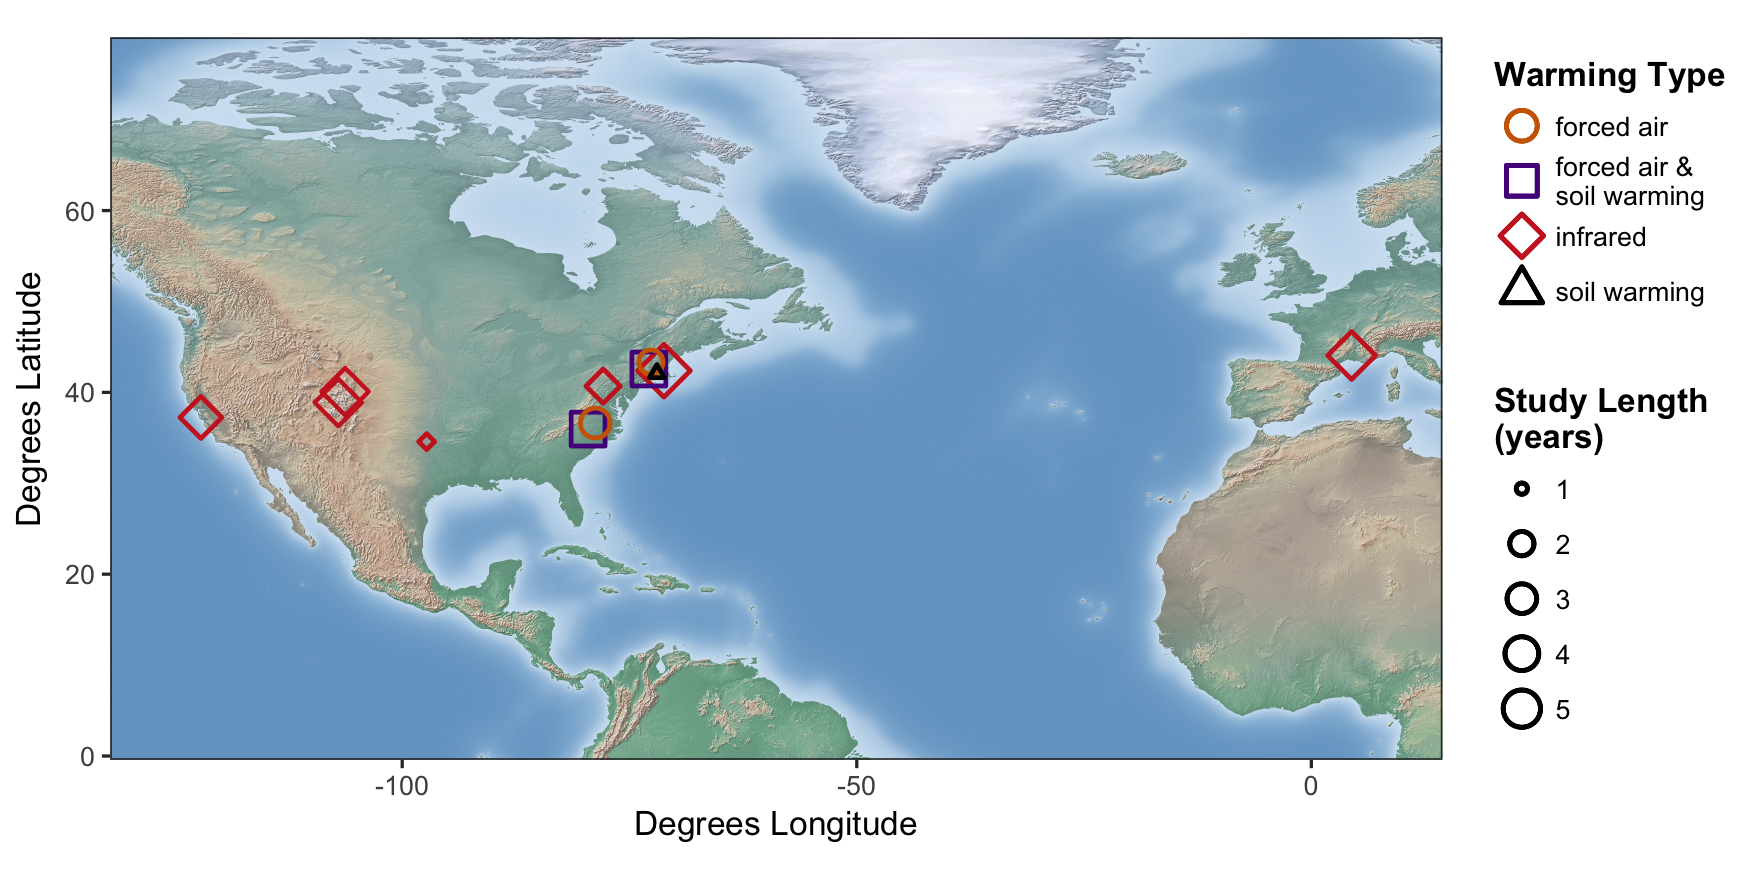 Warming Type
forced air
forced air &
soil warming
infrared
soil warming
Study Length
(years)
1
2
3
4
5
Degrees Latitude
60
40
20
0
-100
-50
0
Degrees Longitude